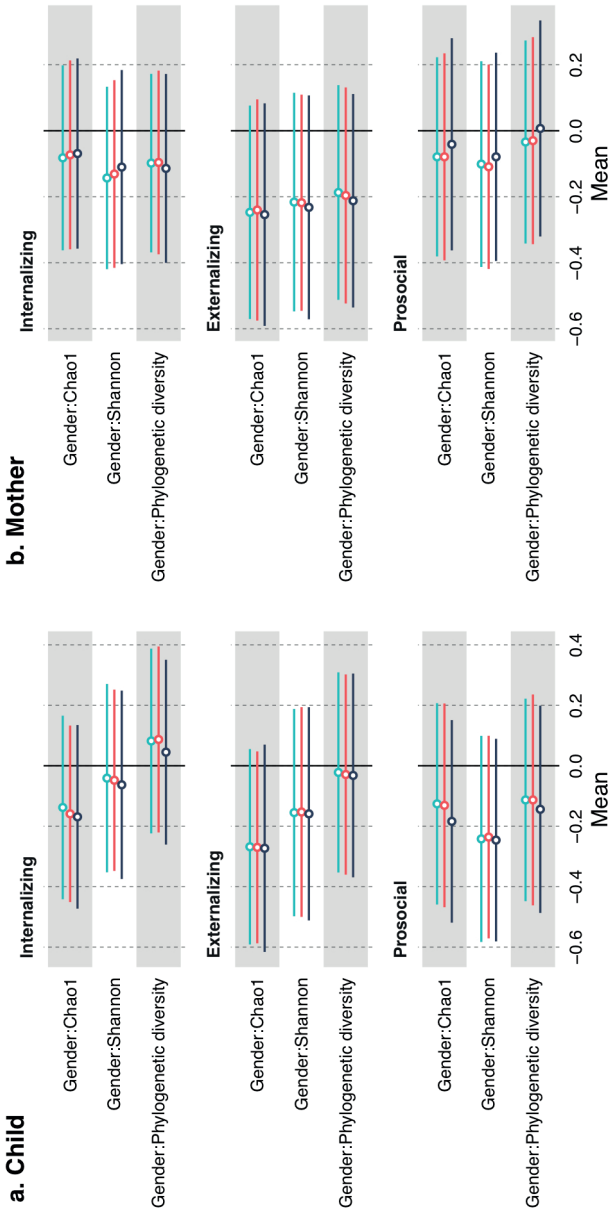 a. Child
Internalizing
Gender:Chao1
Gender:Shannon
Gender:Phylogenetic diversity
Externalizing
Gender:Chao1
Gender:Shannon
Gender:Phylogenetic diversity
Prosocial
Gender:Chao1
Gender:Shannon
Gender:Phylogenetic diversity
−0.6 −0.4 −0.2 0.0 0.2 0.4
Mean
b. Mother
Internalizing
Gender:Chao1
Gender:Shannon
Gender:Phylogenetic diversity
Externalizing
Gender:Chao1
Gender:Shannon
Gender:Phylogenetic diversity
Prosocial
Gender:Chao1
Gender:Shannon
Gender:Phylogenetic diversity
−0.6 −0.4 −0.2 0.0 0.2
Mean